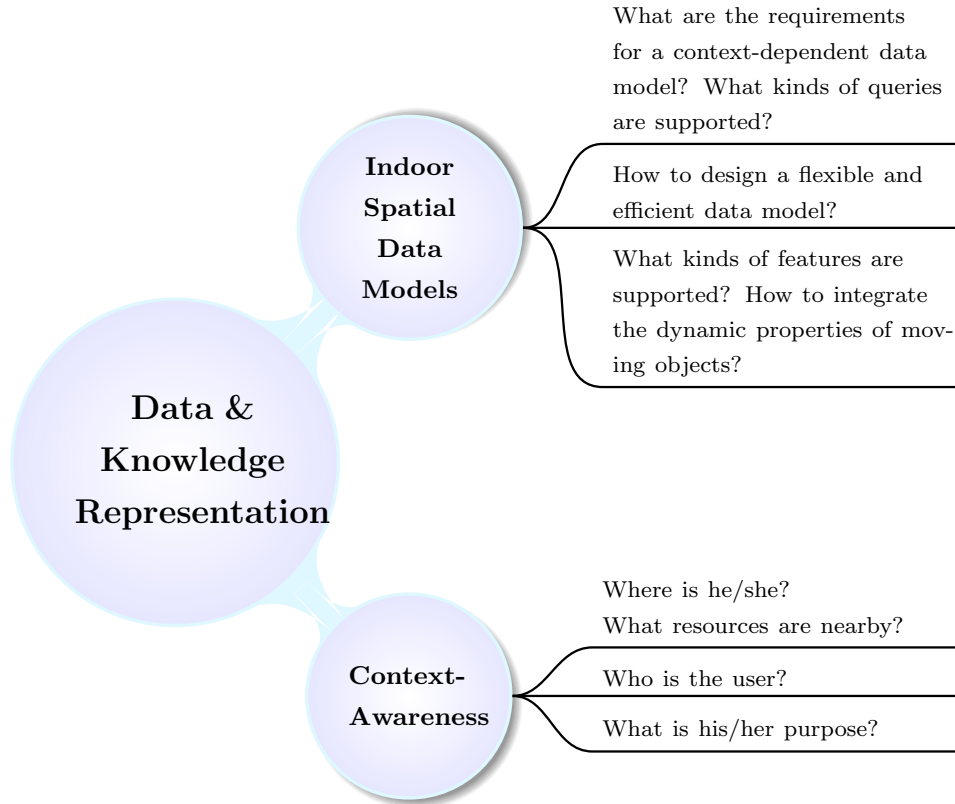 What are the requirements
for a context-dependent data
model? What kinds of queries
are supported?
Indoor
Spatial
Data
Models
How to design a flexible and
efficient data model?
What kinds of features are
supported? How to integrate
the dynamic properties of mov-
ing objects?
Data &
Knowledge
Representation
Where is he/she?
What resources are nearby?
Context-
Awareness
Who is the user?
What is his/her purpose?